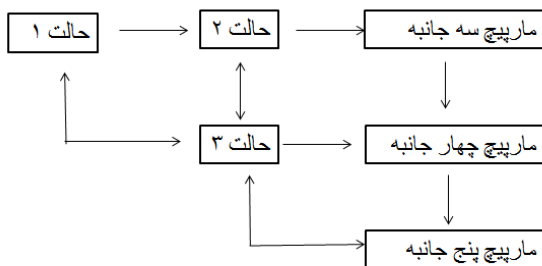 حالت ۱
حالت ۲
مارپیچ سه جانبه
حالت ۳
مارپیچ چهار جانبه
مارپیچ پنج جانبه